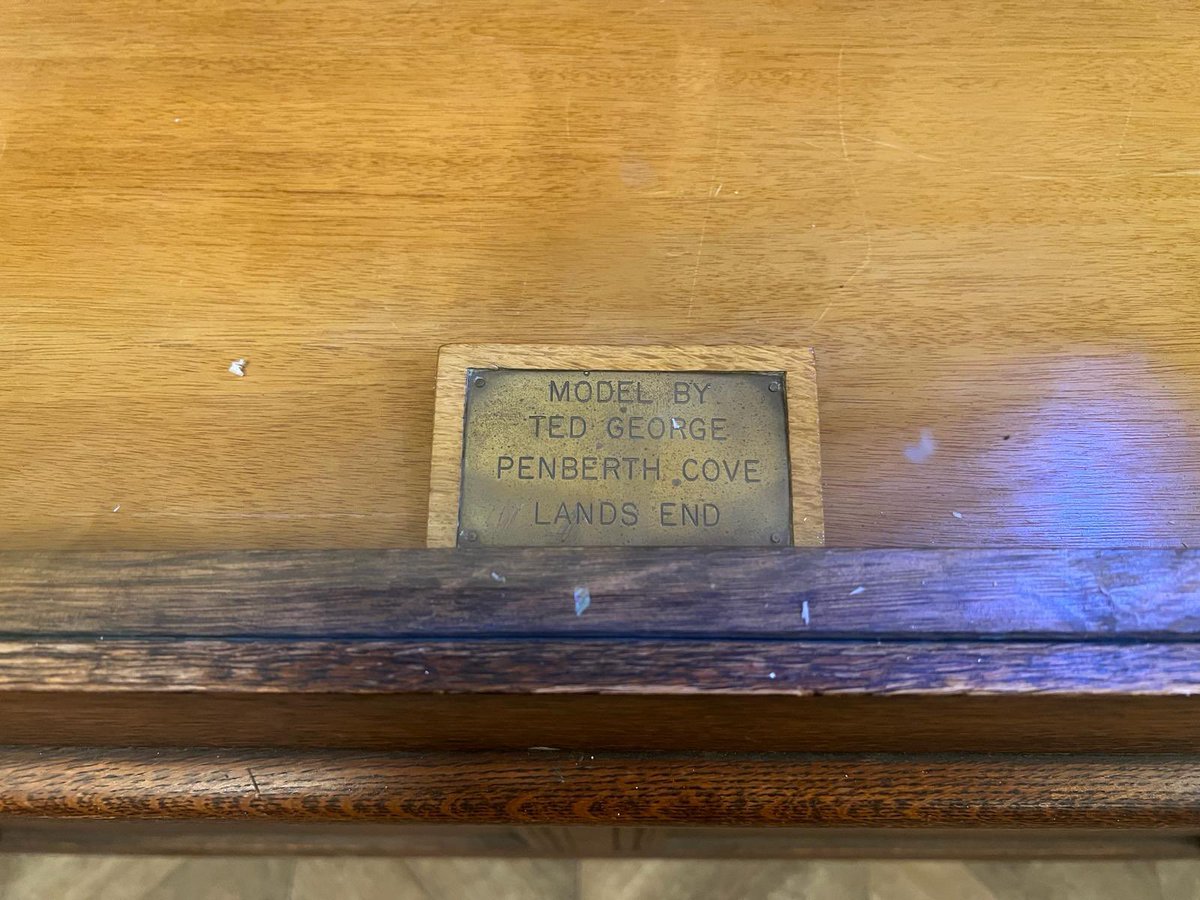 MODEL BY
TED GEORGE
PENBERTH COVE
LANDS END